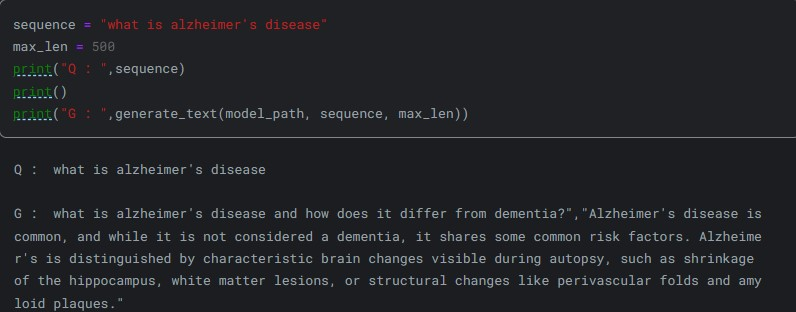 sequence = "what is alzheimer's disease"
max_len = 500
print("Q : ",sequence)
print()
print("G : ",generate_text(model_path, sequence, max_len))
Q :  what is alzheimer's disease
G :  what is alzheimer's disease and how does it differ from dementia?","Alzheimer's disease is
common, and while it is not considered a dementia, it shares some common risk factors. Alzheime
r's is distinguished by characteristic brain changes visible during autopsy, such as shrinkage
of the hippocampus, white matter lesions, or structural changes like perivascular folds and amy
loid plaques."